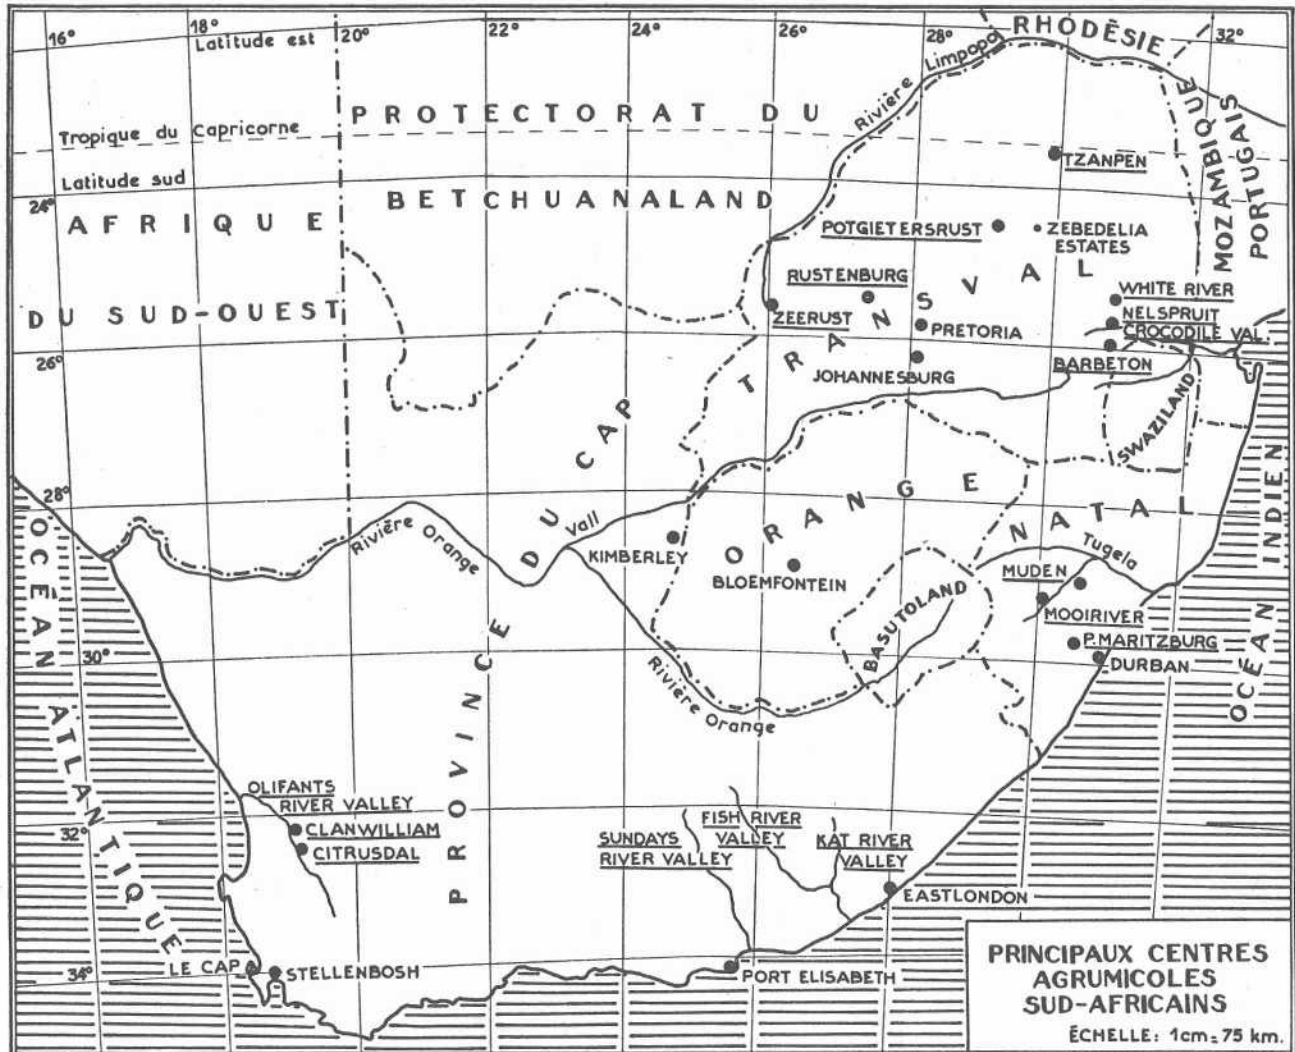 16°
18°
Latitude est
20°
22°
24°
26°
28°
RHODÉSIE
32°
Rivière Limpopo
PROTECTORAT DU
BETCHUANALAND
Tropique du Capricorne
Latitude sud
24°
AFRIQUE
DU SUD-OUEST
26°
MOZAMBIQUE
PORTUGAIS
TZANPEN
POTGIETERSRUST
ZEBEDELIA
ESTATES
RUSTENBURG
ZEERUST
TRANSVAAL
PRETORIA
JOHANNESBURG
WHITE RIVER
NELSPRUIT
CROCODILE VAL.
BARBETON
SWAZILAND
28°
OCÉAN ATLANTIQUE
Rivière Orange
PROVINCE DU CAP
Vall
KIMBERLEY
ORANGE
BLOEMFONTEIN
BASUTOLAND
NATAL
Tugela
MUDEN
MOOIRIVER
P.MARITZBURG
DURBAN
OCÉAN INDIEN
30°
Rivière Orange
OLIFANTS
RIVER VALLEY
32°
CLANWILLIAM
CITRUSDAL
SUNDAYS
RIVER VALLEY
FISH RIVER
VALLEY
KAT RIVER
VALLEY
EASTLONDON
34°
LE CAP
STELLENBOSH
PORT ELISABETH
PRINCIPAUX CENTRES
AGRUMICOLES
SUD-AFRICAINS
ÉCHELLE: 1cm=75 km.